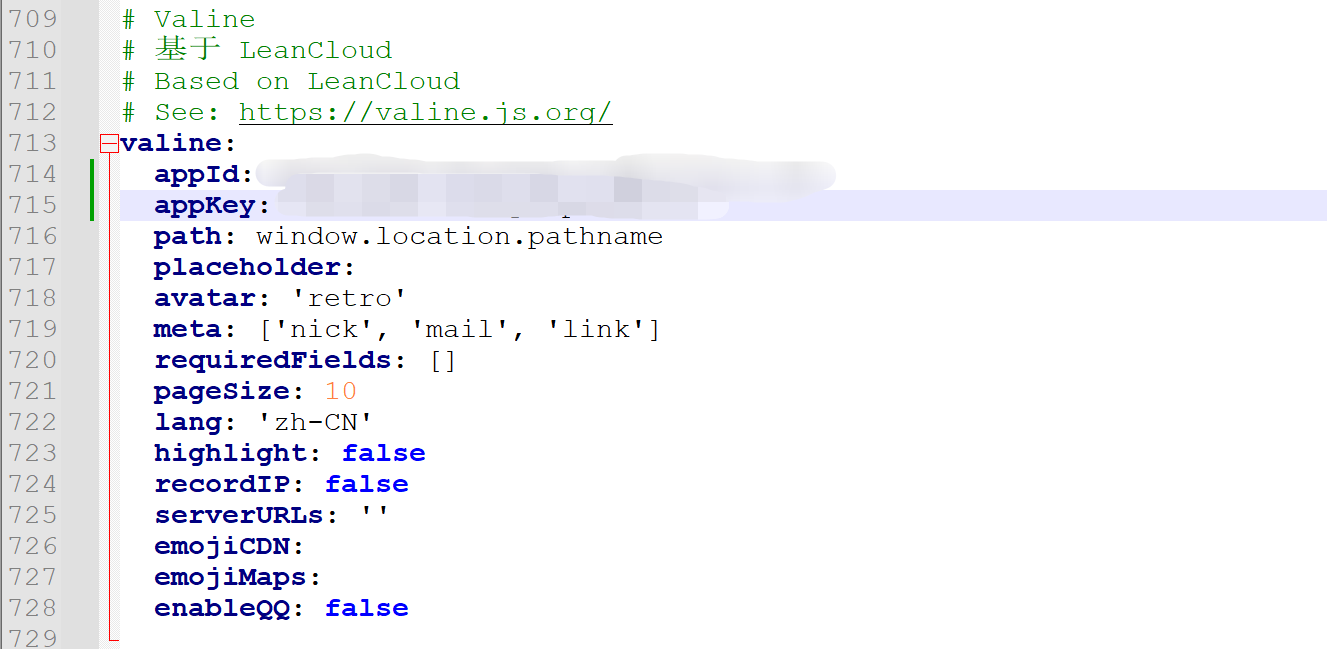 709 # Valine
710 # 基于 LeanCloud
711 # Based on LeanCloud
712 # See: https://valine.js.org/
713 valine:
714 appId:
715 appKey:
716 path: window.location.pathname
717 placeholder:
718 avatar: 'retro'
719 meta: ['nick', 'mail', 'link']
720 requiredFields: []
721 pageSize: 10
722 lang: 'zh-CN'
723 highlight: false
724 recordIP: false
725 serverURLs: ''
726 emojiCDN:
727 emojiMaps:
728 enableQQ: false
729